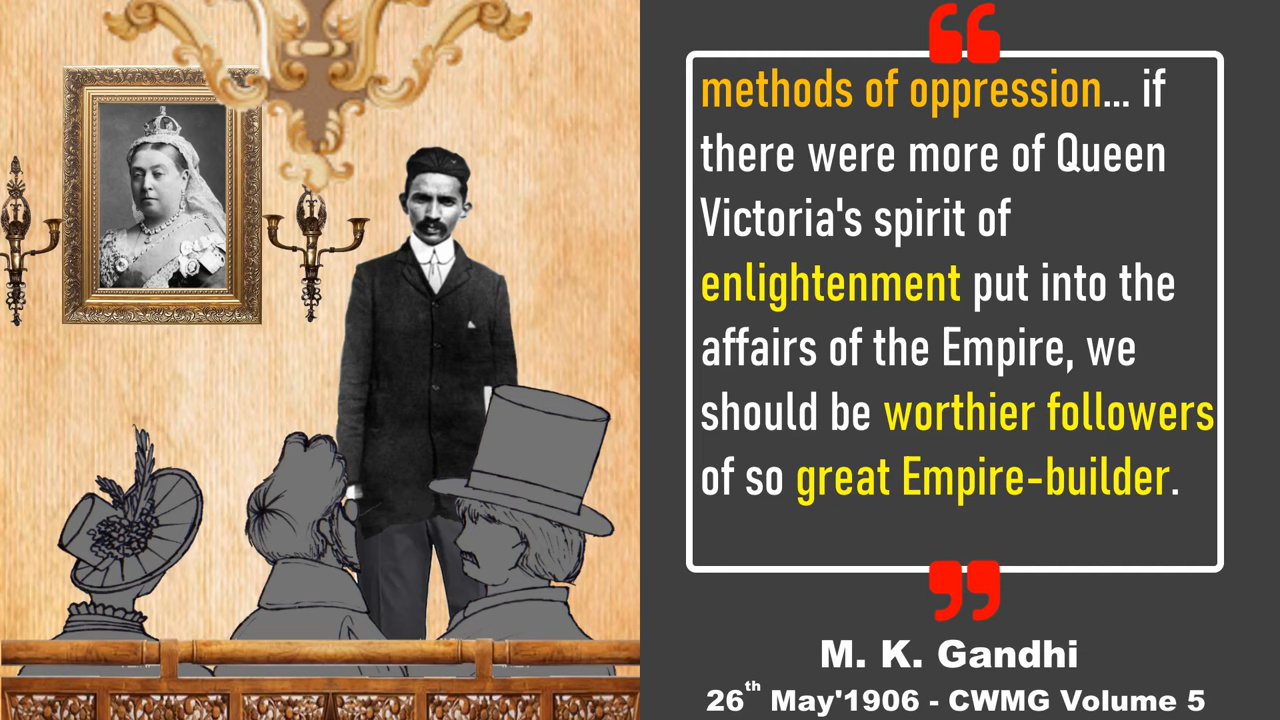 ❝
methods of oppression... if
there were more of Queen
Victoria's spirit of
enlightenment put into the
affairs of the Empire, we
should be worthier followers
of so great Empire-builder.
❞
M. K. Gandhi
26th May'1906 - CWMG Volume 5